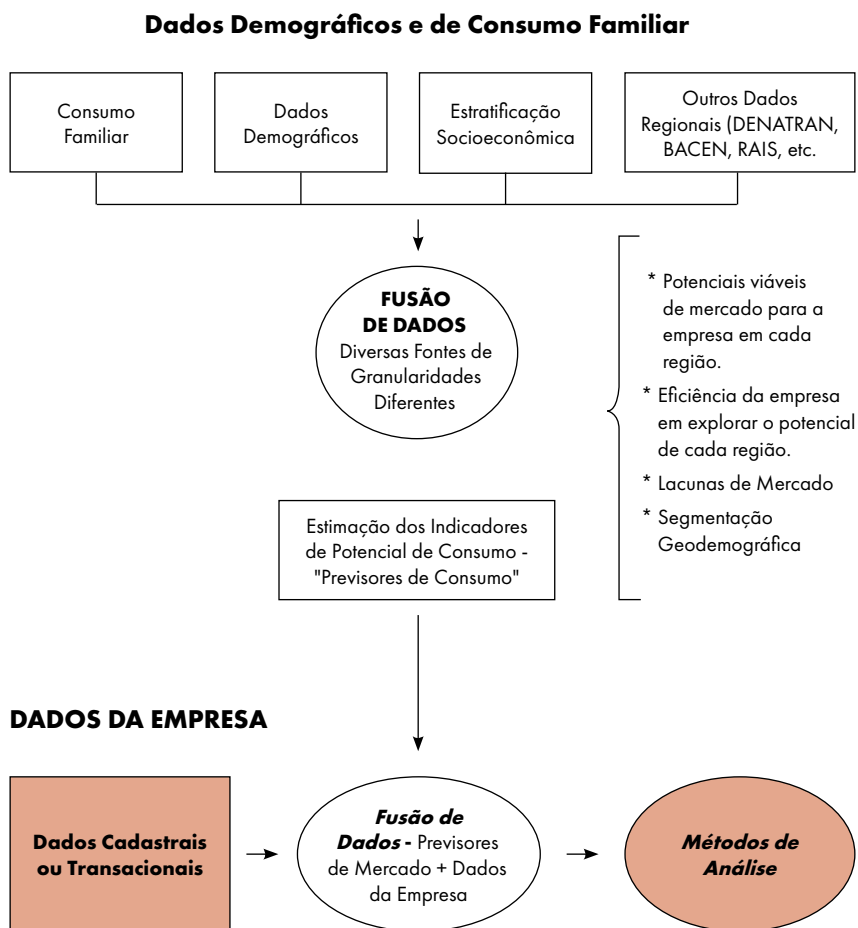 Dados Demográficos e de Consumo Familiar
Consumo
Familiar
Dados
Demográficos
Estratificação
Socioeconômica
Outros Dados
Regionais (DENATRAN,
BACEN, RAIS, etc.
FUSÃO
DE DADOS
Diversas Fontes de
Granularidades
Diferentes
* Potenciais viáveis
de mercado para a
empresa em cada
região.
* Eficiência da empresa
em explorar o potencial
de cada região.
* Lacunas de Mercado
* Segmentação
Geodemográfica
Estimação dos Indicadores
de Potencial de Consumo -
"Previsores de Consumo"
DADOS DA EMPRESA
Dados Cadastrais
ou Transacionais
Fusão de
Dados - Previsores
de Mercado + Dados
da Empresa
Métodos de
Análise